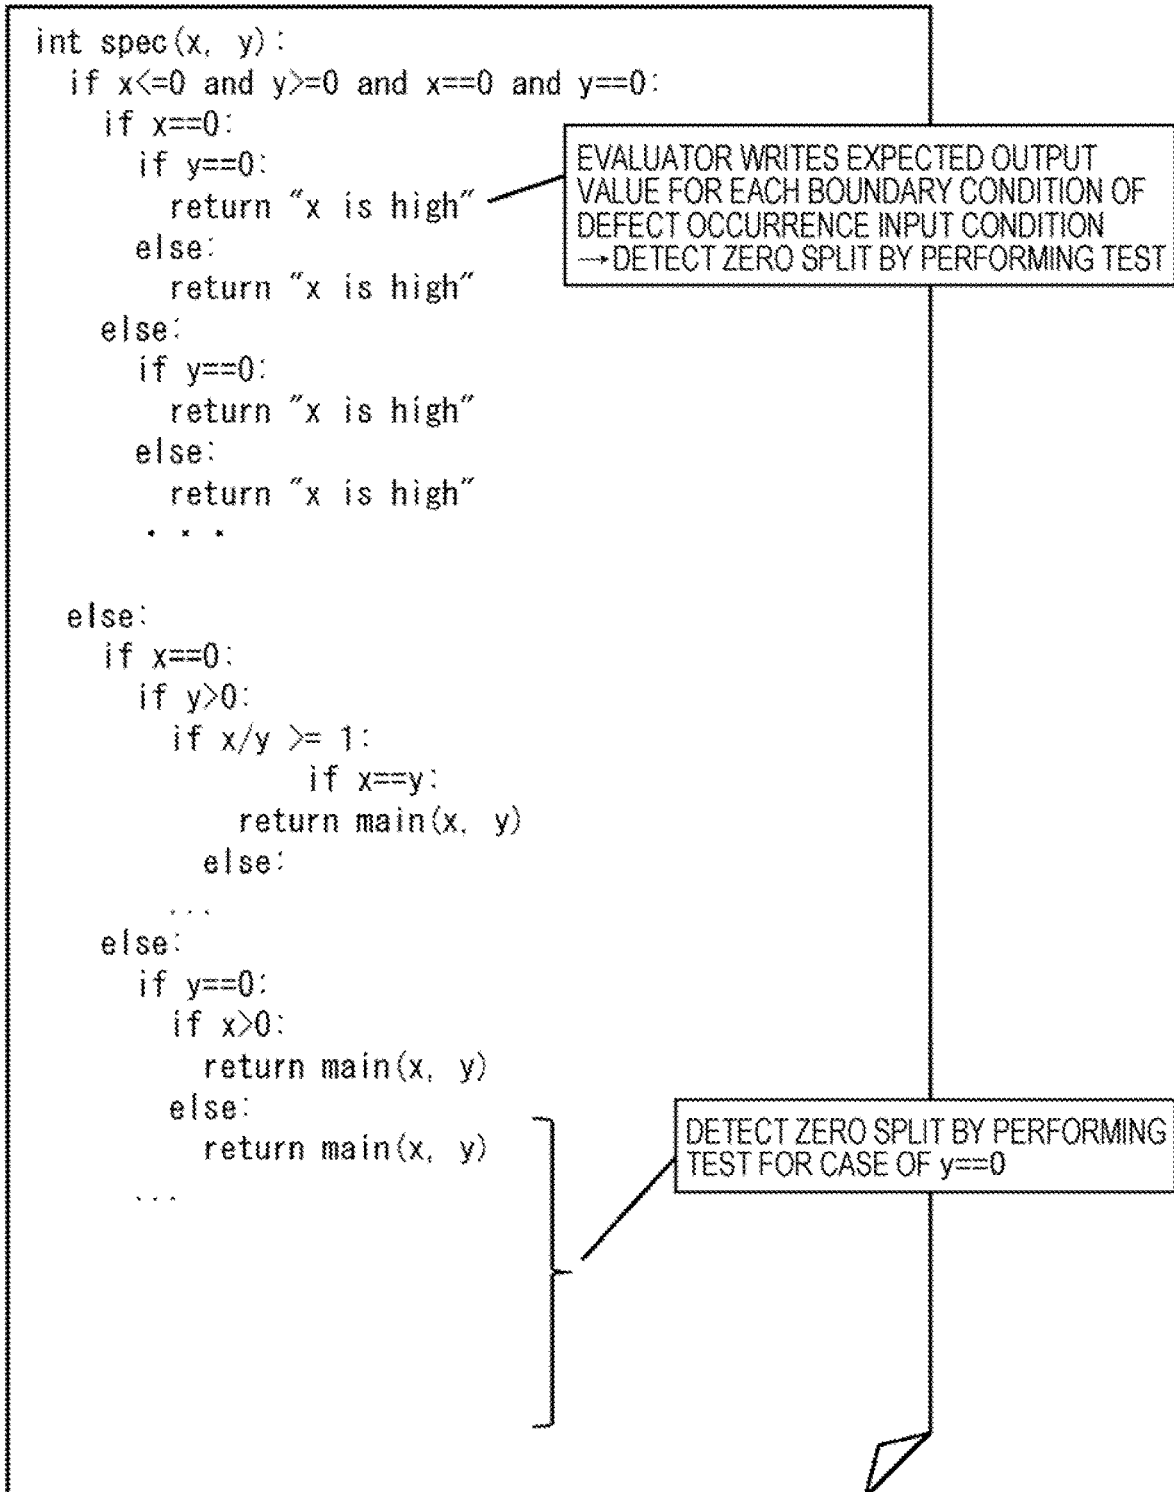 int spec(x, y):
if x<=0 and y>=0 and x==0 and y==0:
if x==0:
if y==0:
return "x is high"
else:
return "x is high"
else:
if y==0:
return "x is high"
else:
return "x is high"
. . .
else:
if x==0:
if y>0:
if x/y >= 1:
if x==y:
return main(x, y)
else:
...
else:
if y==0:
if x>0:
return main(x, y)
else:
return main(x, y)
...
EVALUATOR WRITES EXPECTED OUTPUT
VALUE FOR EACH BOUNDARY CONDITION OF
DEFECT OCCURRENCE INPUT CONDITION
→DETECT ZERO SPLIT BY PERFORMING TEST
DETECT ZERO SPLIT BY PERFORMING
TEST FOR CASE OF y==0